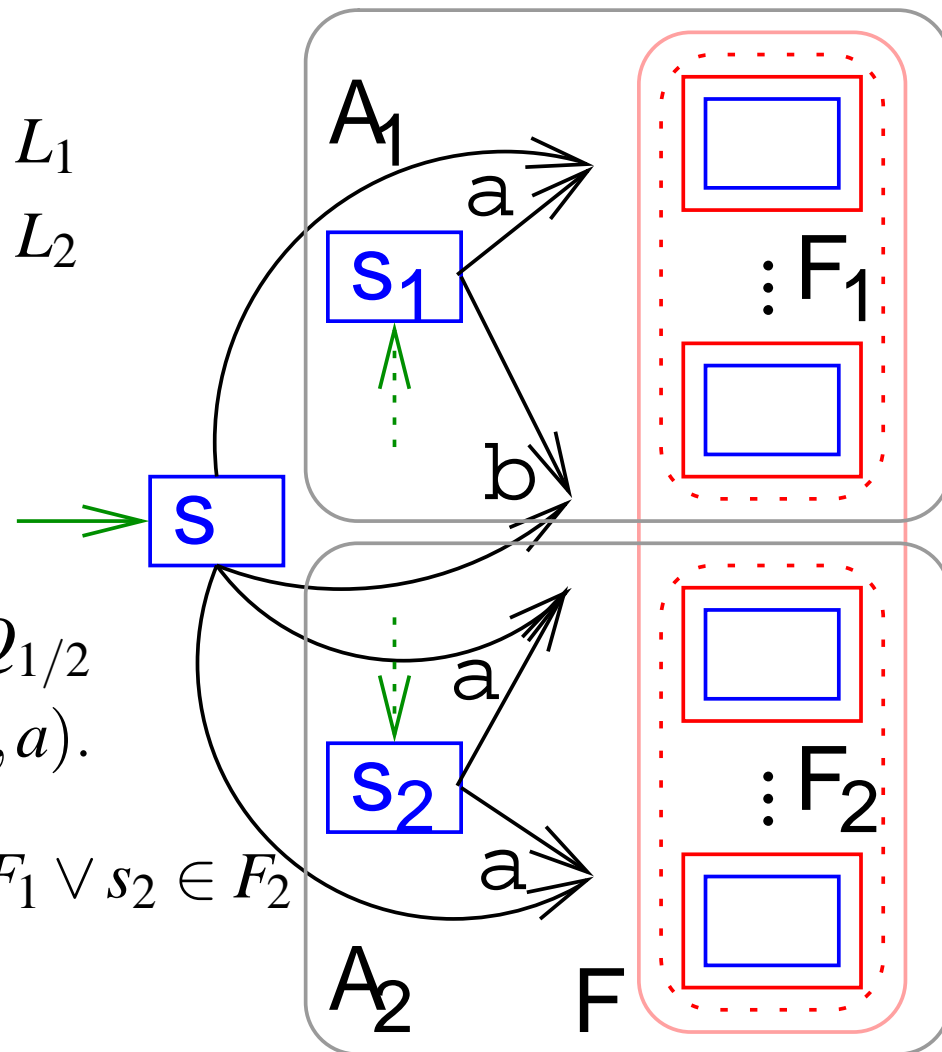 A₁
L₁
a
L₂
s₁
⋮ F₁
b
s
Q₁/₂
a
, a).
s₂
⋮ F₂
F₁ ∨ s₂ ∈ F₂
a
A₂
F